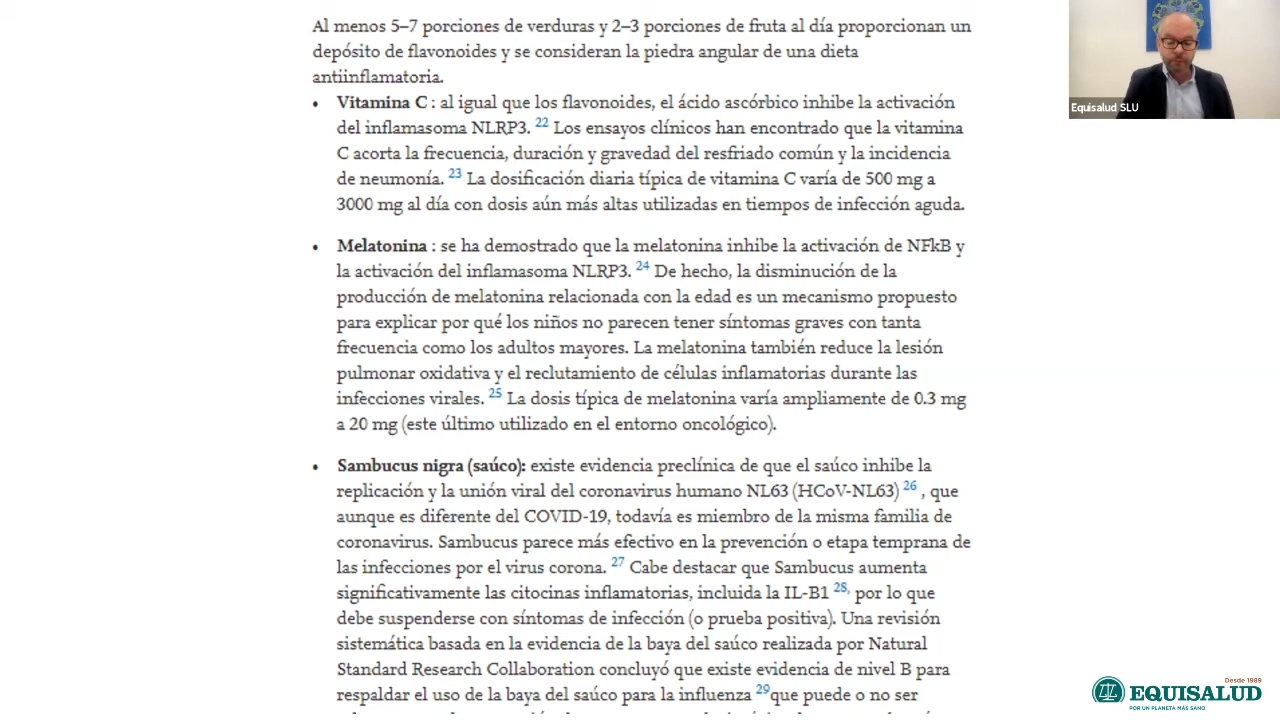 Al menos 5–7 porciones de verduras y 2–3 porciones de fruta al día proporcionan un
depósito de flavonoides y se consideran la piedra angular de una dieta
antiinflamatoria.
• Vitamina C : al igual que los flavonoides, el ácido ascórbico inhibe la activación
del inflamasoma NLRP3. 22 Los ensayos clínicos han encontrado que la vitamina
C acorta la frecuencia, duración y gravedad del resfriado común y la incidencia
de neumonía. 23 La dosificación diaria típica de vitamina C varía de 500 mg a
3000 mg al día con dosis aún más altas utilizadas en tiempos de infección aguda.
• Melatonina : se ha demostrado que la melatonina inhibe la activación de NFkB y
la activación del inflamasoma NLRP3. 24 De hecho, la disminución de la
producción de melatonina relacionada con la edad es un mecanismo propuesto
para explicar por qué los niños no parecen tener síntomas graves con tanta
frecuencia como los adultos mayores. La melatonina también reduce la lesión
pulmonar oxidativa y el reclutamiento de células inflamatorias durante las
infecciones virales. 25 La dosis típica de melatonina varía ampliamente de 0.3 mg
a 20 mg (este último utilizado en el entorno oncológico).
• Sambucus nigra (saúco): existe evidencia preclínica de que el saúco inhibe la
replicación y la unión viral del coronavirus humano NL63 (HCoV-NL63) 26 , que
aunque es diferente del COVID-19, todavía es miembro de la misma familia de
coronavirus. Sambucus parece más efectivo en la prevención o etapa temprana de
las infecciones por el virus corona. 27 Cabe destacar que Sambucus aumenta
significativamente las citocinas inflamatorias, incluida la IL-B1 28, por lo que
debe suspenderse con síntomas de infección (o prueba positiva). Una revisión
sistemática basada en la evidencia de la baya del saúco realizada por Natural
Standard Research Collaboration concluyó que existe evidencia de nivel B para
respaldar el uso de la baya del saúco para la influenza 29 que puede o no ser
Equisalud SLU
Desde 1989
EQUISALUD
POR UN PLANETA MÁS SANO